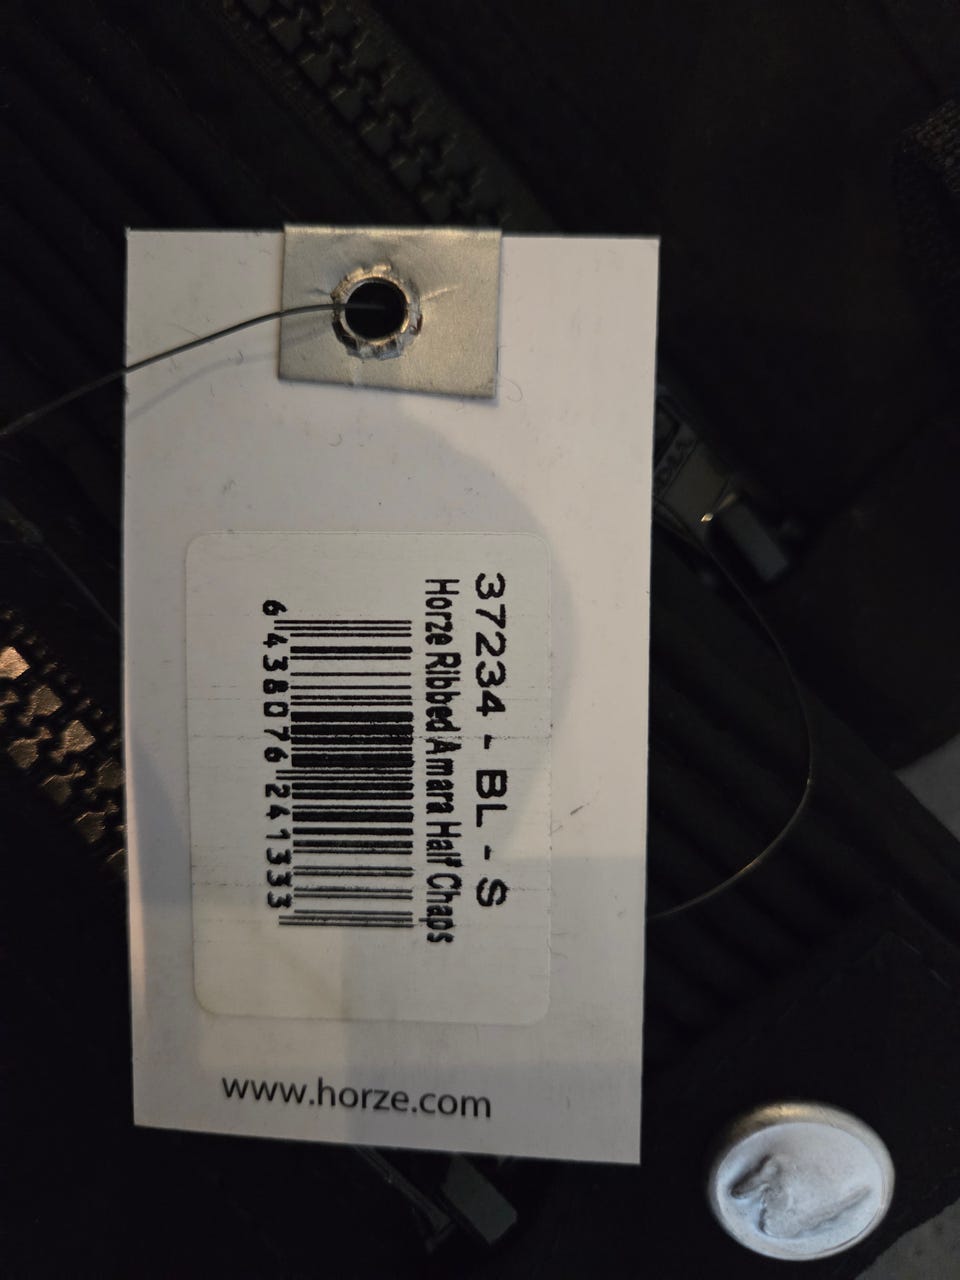 37234 - BL - S
Horze Ribbed Amara Half Chaps
6 438076 241333
www.horze.com